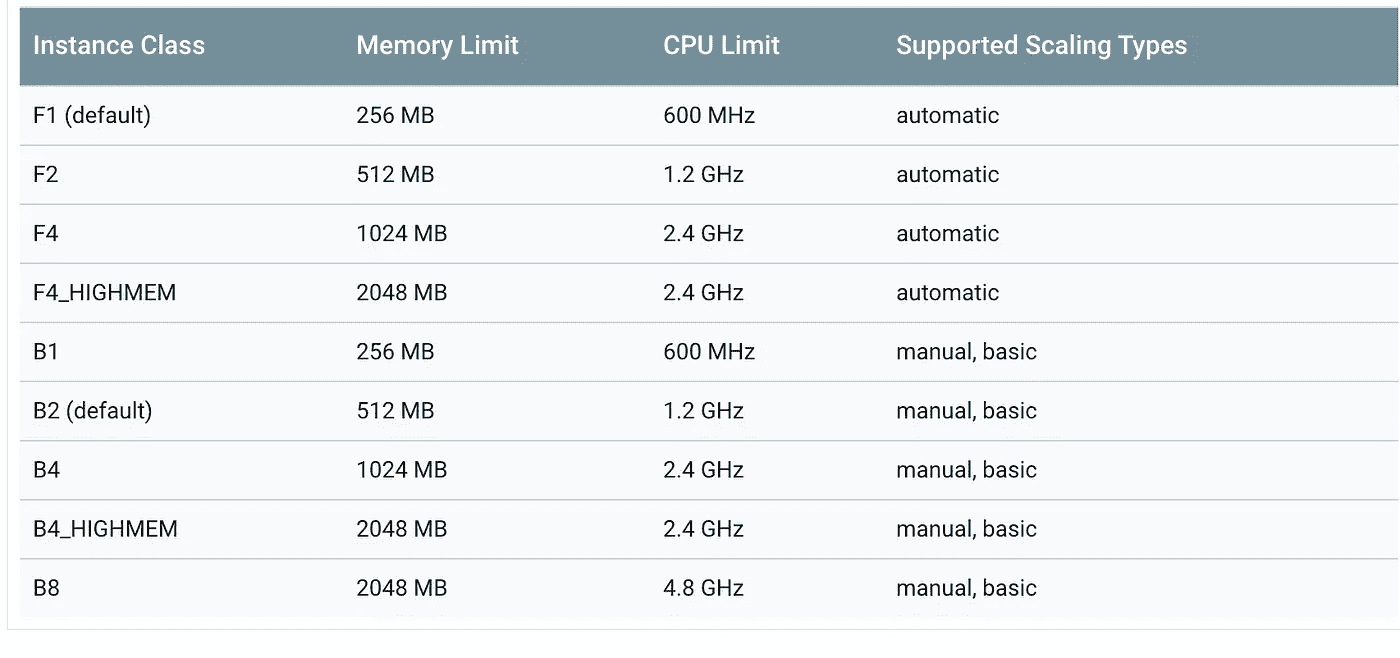 Instance Class Memory Limit CPU Limit Supported Scaling Types
F1 (default) 256 MB 600 MHz automatic
F2 512 MB 1.2 GHz automatic
F4 1024 MB 2.4 GHz automatic
F4_HIGHMEM 2048 MB 2.4 GHz automatic
B1 256 MB 600 MHz manual, basic
B2 (default) 512 MB 1.2 GHz manual, basic
B4 1024 MB 2.4 GHz manual, basic
B4_HIGHMEM 2048 MB 2.4 GHz manual, basic
B8 2048 MB 4.8 GHz manual, basic